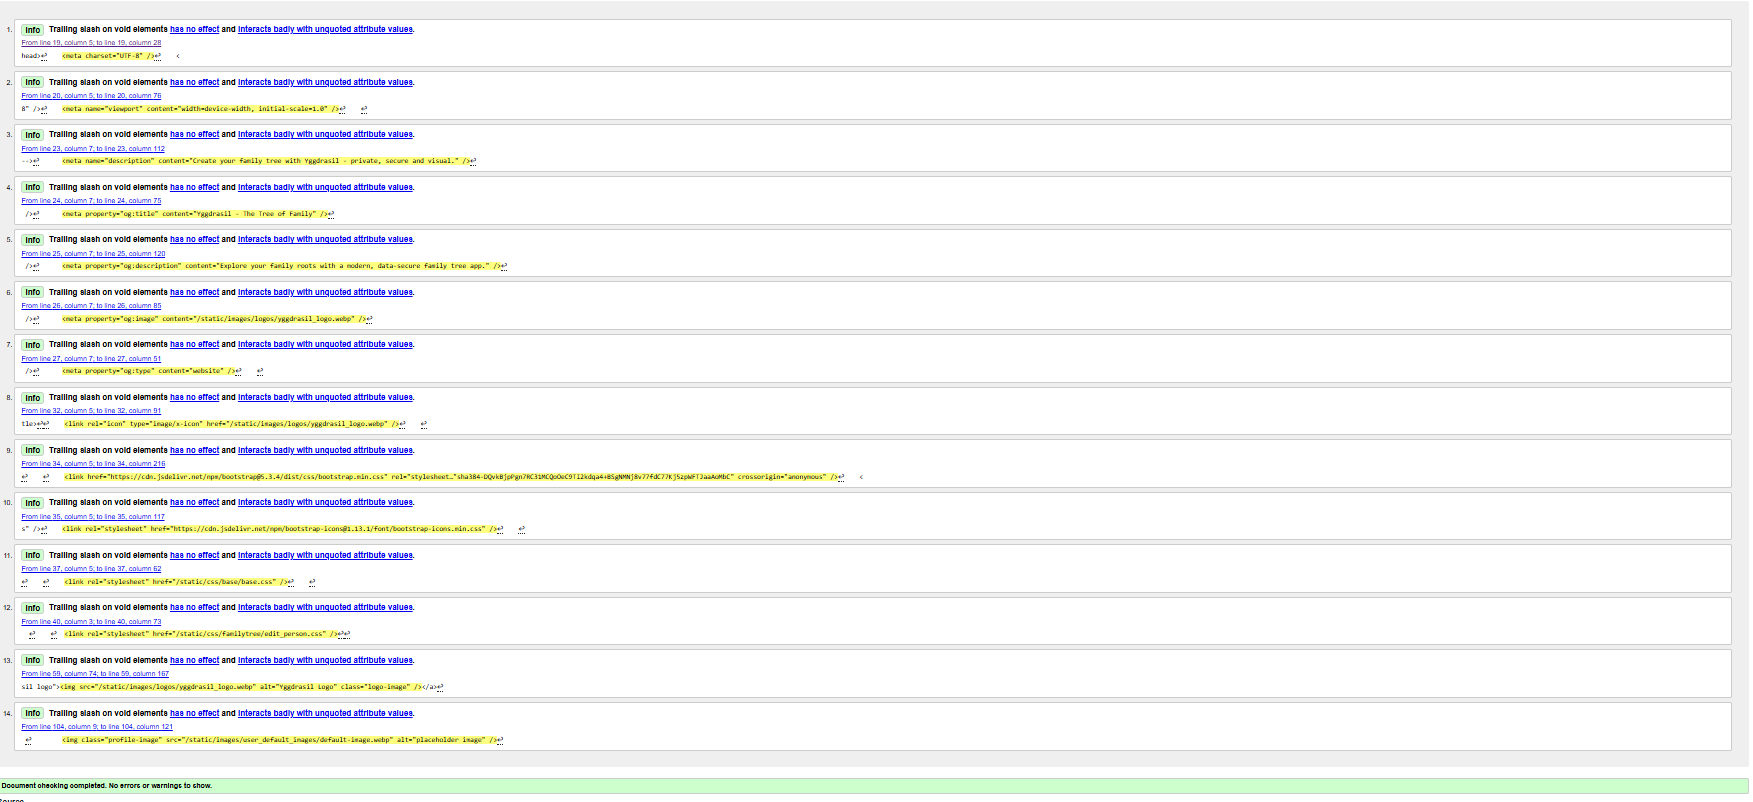 1. Info Trailing slash on void elements has no effect and interacts badly with unquoted attribute values.
From line 19, column 5; to line 19, column 28
head>↩    <meta charset="UTF-8" />↩    <
2. Info Trailing slash on void elements has no effect and interacts badly with unquoted attribute values.
From line 20, column 5; to line 20, column 76
8" />↩    <meta name="viewport" content="width=device-width, initial-scale=1.0" />↩    ↩
3. Info Trailing slash on void elements has no effect and interacts badly with unquoted attribute values.
From line 23, column 7; to line 23, column 112
-->↩      <meta name="description" content="Create your family tree with Yggdrasil - private, secure and visual." />↩
4. Info Trailing slash on void elements has no effect and interacts badly with unquoted attribute values.
From line 24, column 7; to line 24, column 75
/>↩      <meta property="og:title" content="Yggdrasil - The Tree of Family" />↩
5. Info Trailing slash on void elements has no effect and interacts badly with unquoted attribute values.
From line 25, column 7; to line 25, column 120
/>↩      <meta property="og:description" content="Explore your family roots with a modern, data-secure family tree app." />↩
6. Info Trailing slash on void elements has no effect and interacts badly with unquoted attribute values.
From line 26, column 7; to line 26, column 85
/>↩      <meta property="og:image" content="/static/images/logos/yggdrasil_logo.webp" />↩
7. Info Trailing slash on void elements has no effect and interacts badly with unquoted attribute values.
From line 27, column 7; to line 27, column 51
/>↩      <meta property="og:type" content="website" />↩    ↩
8. Info Trailing slash on void elements has no effect and interacts badly with unquoted attribute values.
From line 32, column 5; to line 32, column 91
tle>↩↩    <link rel="icon" type="image/x-icon" href="/static/images/logos/yggdrasil_logo.webp" />↩    ↩
9. Info Trailing slash on void elements has no effect and interacts badly with unquoted attribute values.
From line 34, column 5; to line 34, column 216
↩    ↩    <link href="https://cdn.jsdelivr.net/npm/bootstrap@5.3.4/dist/css/bootstrap.min.css" rel="stylesheet… crossorigin="anonymous" />↩    <
10. Info Trailing slash on void elements has no effect and interacts badly with unquoted attribute values.
From line 35, column 5; to line 35, column 117
s" />↩    <link rel="stylesheet" href="https://cdn.jsdelivr.net/npm/bootstrap-icons@1.13.1/font/bootstrap-icons.min.css" />↩    ↩
11. Info Trailing slash on void elements has no effect and interacts badly with unquoted attribute values.
From line 37, column 5; to line 37, column 62
↩    ↩    <link rel="stylesheet" href="/static/css/base/base.css" />↩    ↩
12. Info Trailing slash on void elements has no effect and interacts badly with unquoted attribute values.
From line 40, column 3; to line 40, column 73
↩    ↩  <link rel="stylesheet" href="/static/css/familytree/edit_person.css" />↩↩
13. Info Trailing slash on void elements has no effect and interacts badly with unquoted attribute values.
From line 59, column 74; to line 59, column 167
sil logo"><img src="/static/images/logos/yggdrasil_logo.webp" alt="Yggdrasil Logo" class="logo-image" /></a>↩
14. Info Trailing slash on void elements has no effect and interacts badly with unquoted attribute values.
From line 104, column 9; to line 104, column 121
↩        <img class="profile-image" src="/static/images/user_default_images/default-image.webp" alt="placeholder image" />↩
Document checking completed. No errors or warnings to show.